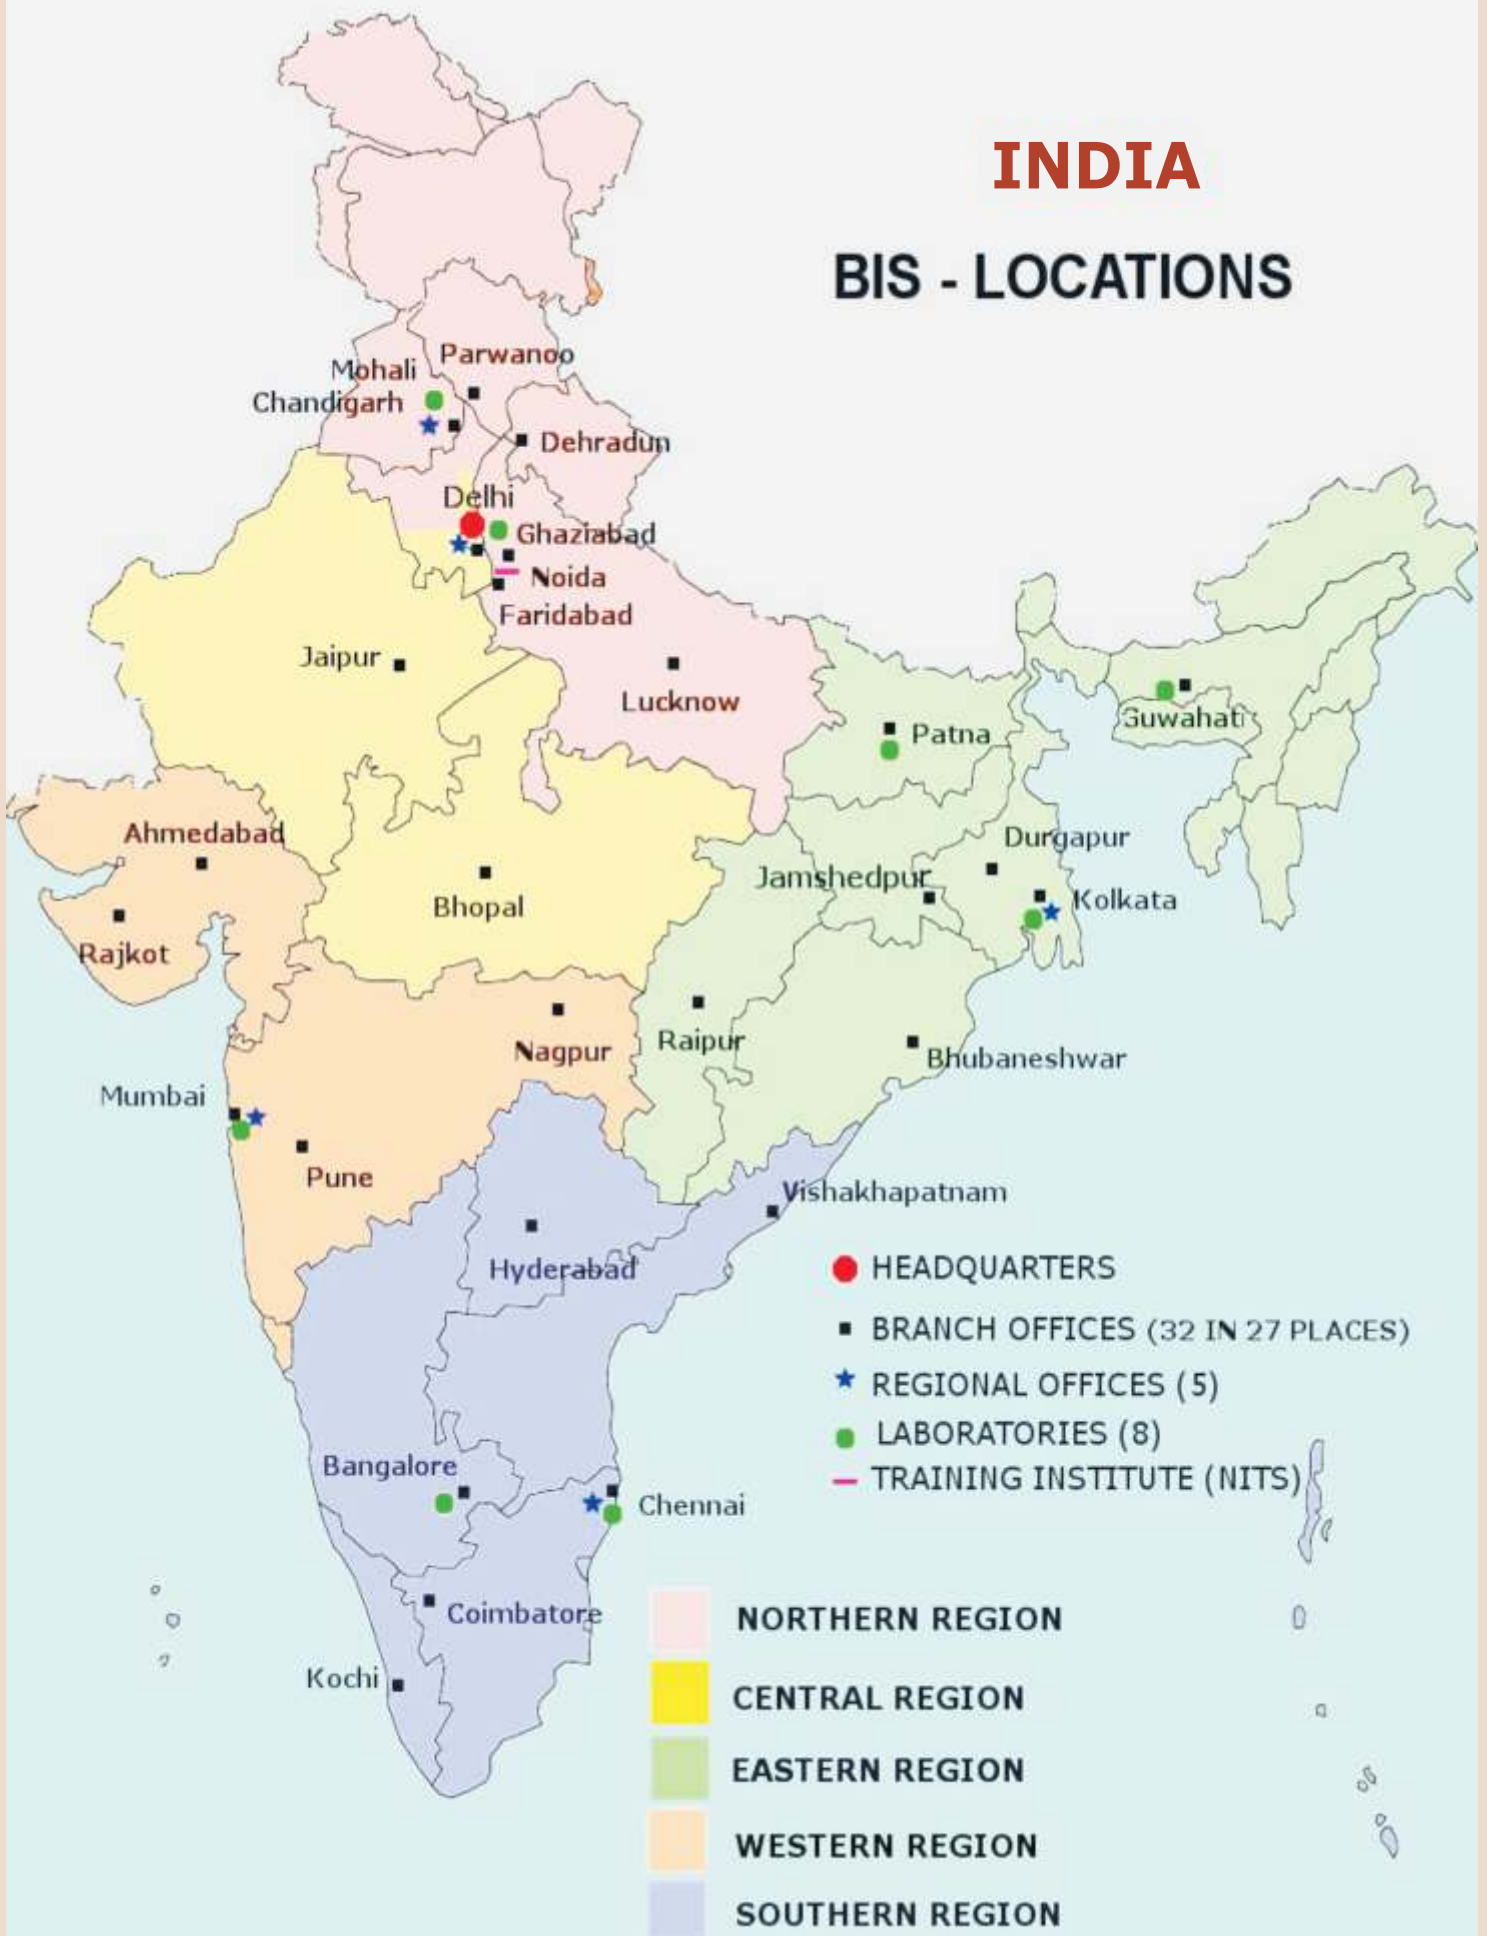 INDIA
BIS - LOCATIONS
Parwanoo
Mohali
Chandigarh
Dehradun
Delhi
Ghaziabad
Noida
Faridabad
Jaipur
Lucknow
Guwahati
Patna
Ahmedabad
Durgapur
Jamshedpur
Kolkata
Bhopal
Rajkot
Nagpur
Raipur
Bhubaneshwar
Mumbai
Pune
Vishakhapatnam
Hyderabad
HEADQUARTERS
BRANCH OFFICES (32 IN 27 PLACES)
REGIONAL OFFICES (5)
LABORATORIES (8)
TRAINING INSTITUTE (NITS)
Bangalore
Chennai
Coimbatore
Kochi
NORTHERN REGION
CENTRAL REGION
EASTERN REGION
WESTERN REGION
SOUTHERN REGION